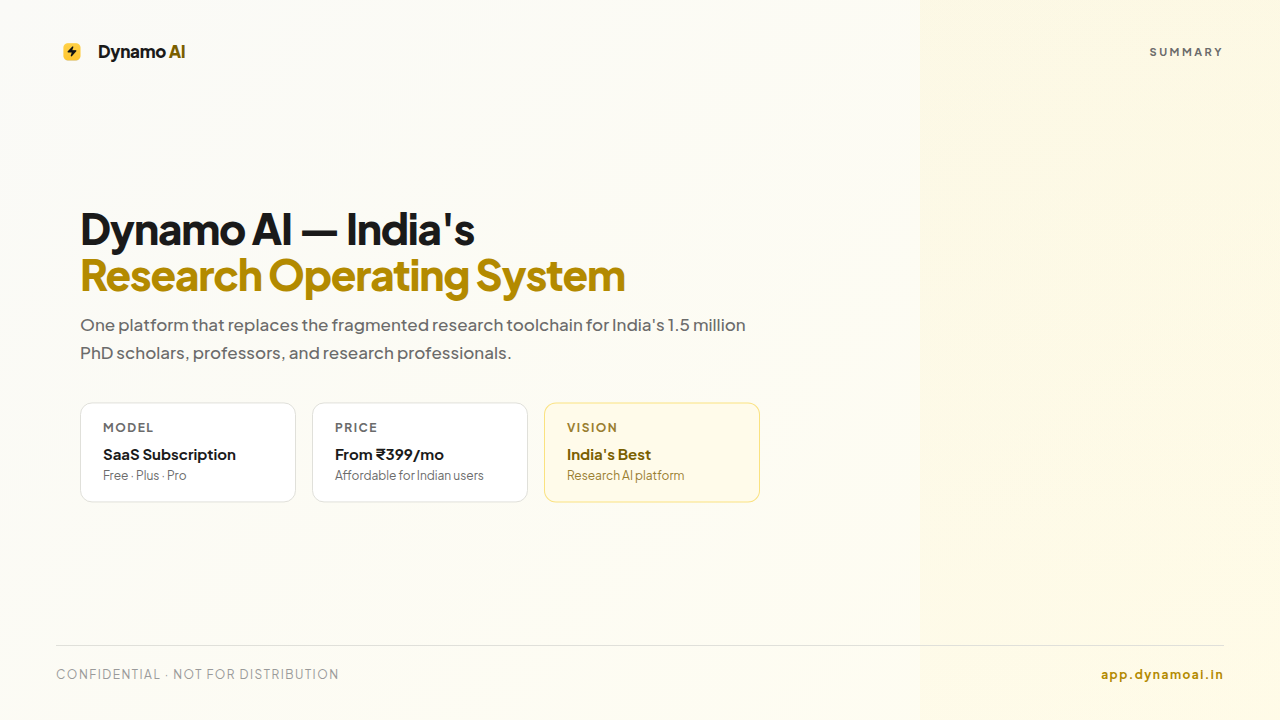 Dynamo AI
SUMMARY
Dynamo AI — India's
Research Operating System
One platform that replaces the fragmented research toolchain for India's 1.5 million
PhD scholars, professors, and research professionals.
MODEL
SaaS Subscription
Free · Plus · Pro
PRICE
From ₹399/mo
Affordable for Indian users
VISION
India's Best
Research AI platform
CONFIDENTIAL · NOT FOR DISTRIBUTION
app.dynamoai.in